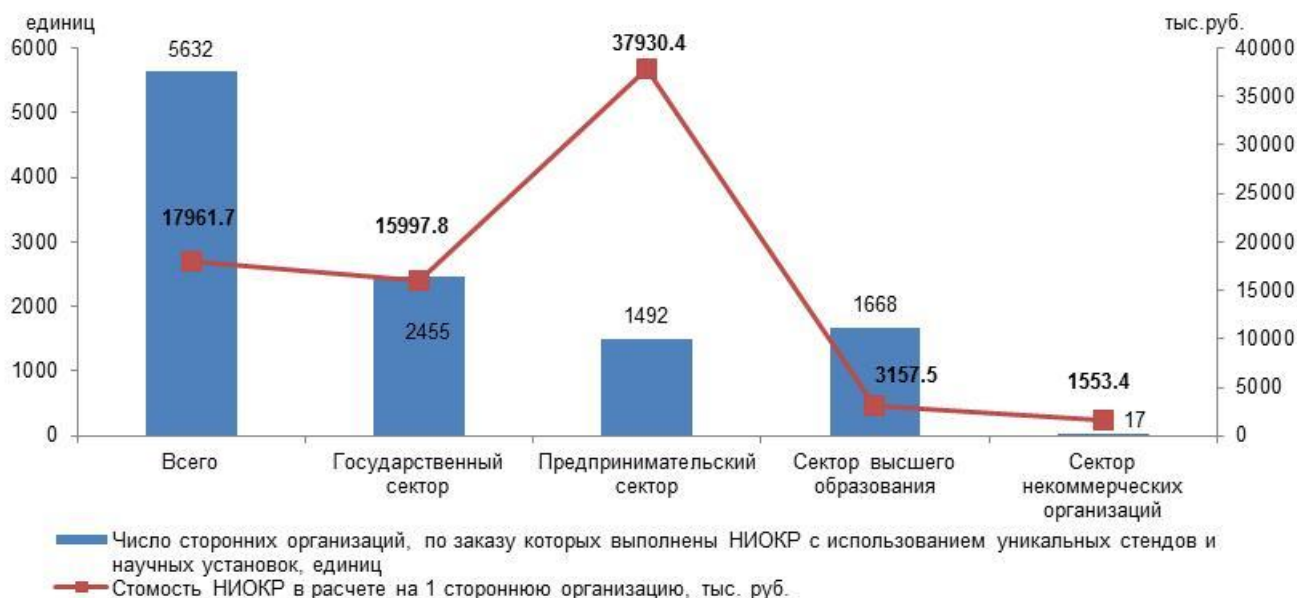 единиц
тыс.руб.
6000
5000
4000
3000
2000
1000
0
5632
17961.7
15997.8
2455
37930.4
1492
1668
3157.5
1553.4
17
40000
35000
30000
25000
20000
15000
10000
5000
0
Всего
Государственный
сектор
Предпринимательский
сектор
Сектор высшего
образования
Сектор
некоммерческих
организаций
Число сторонних организаций, по заказу которых выполнены НИОКР с использованием уникальных стендов и
научных установок, единиц
Стомость НИОКР в расчете на 1 стороннюю организацию, тыс. руб.